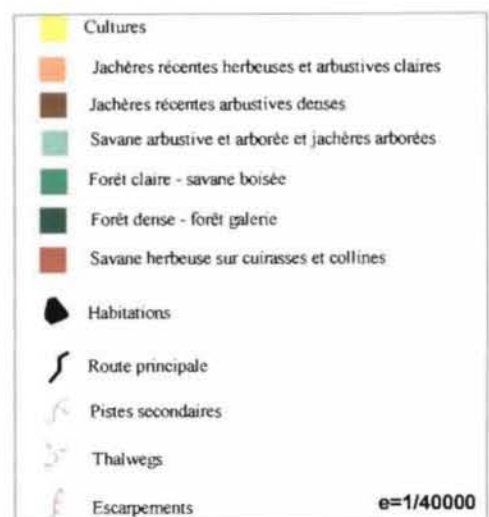 Cultures
Jachères récentes herbeuses et arbustives claires
Jachères récentes arbustives denses
Savane arbustive et arborée et jachères arborées
Forêt claire - savane boisée
Forêt dense - forêt galerie
Savane herbeuse sur cuirasses et collines
Habitations
Route principale
Pistes secondaires
Thalwegs
Escarpements
e=1/40000